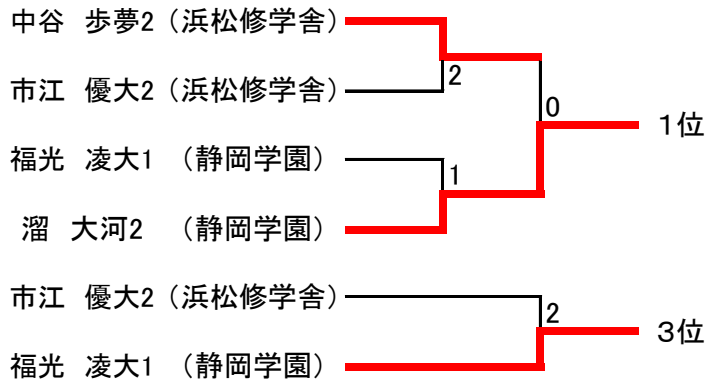 中谷　歩夢2（浜松修学舎）
2
市江　優大2（浜松修学舎）
0
1位
福光　凌大1　（静岡学園）
1
溜　大河2　（静岡学園）
市江　優大2（浜松修学舎）
2
3位
福光　凌大1　（静岡学園）